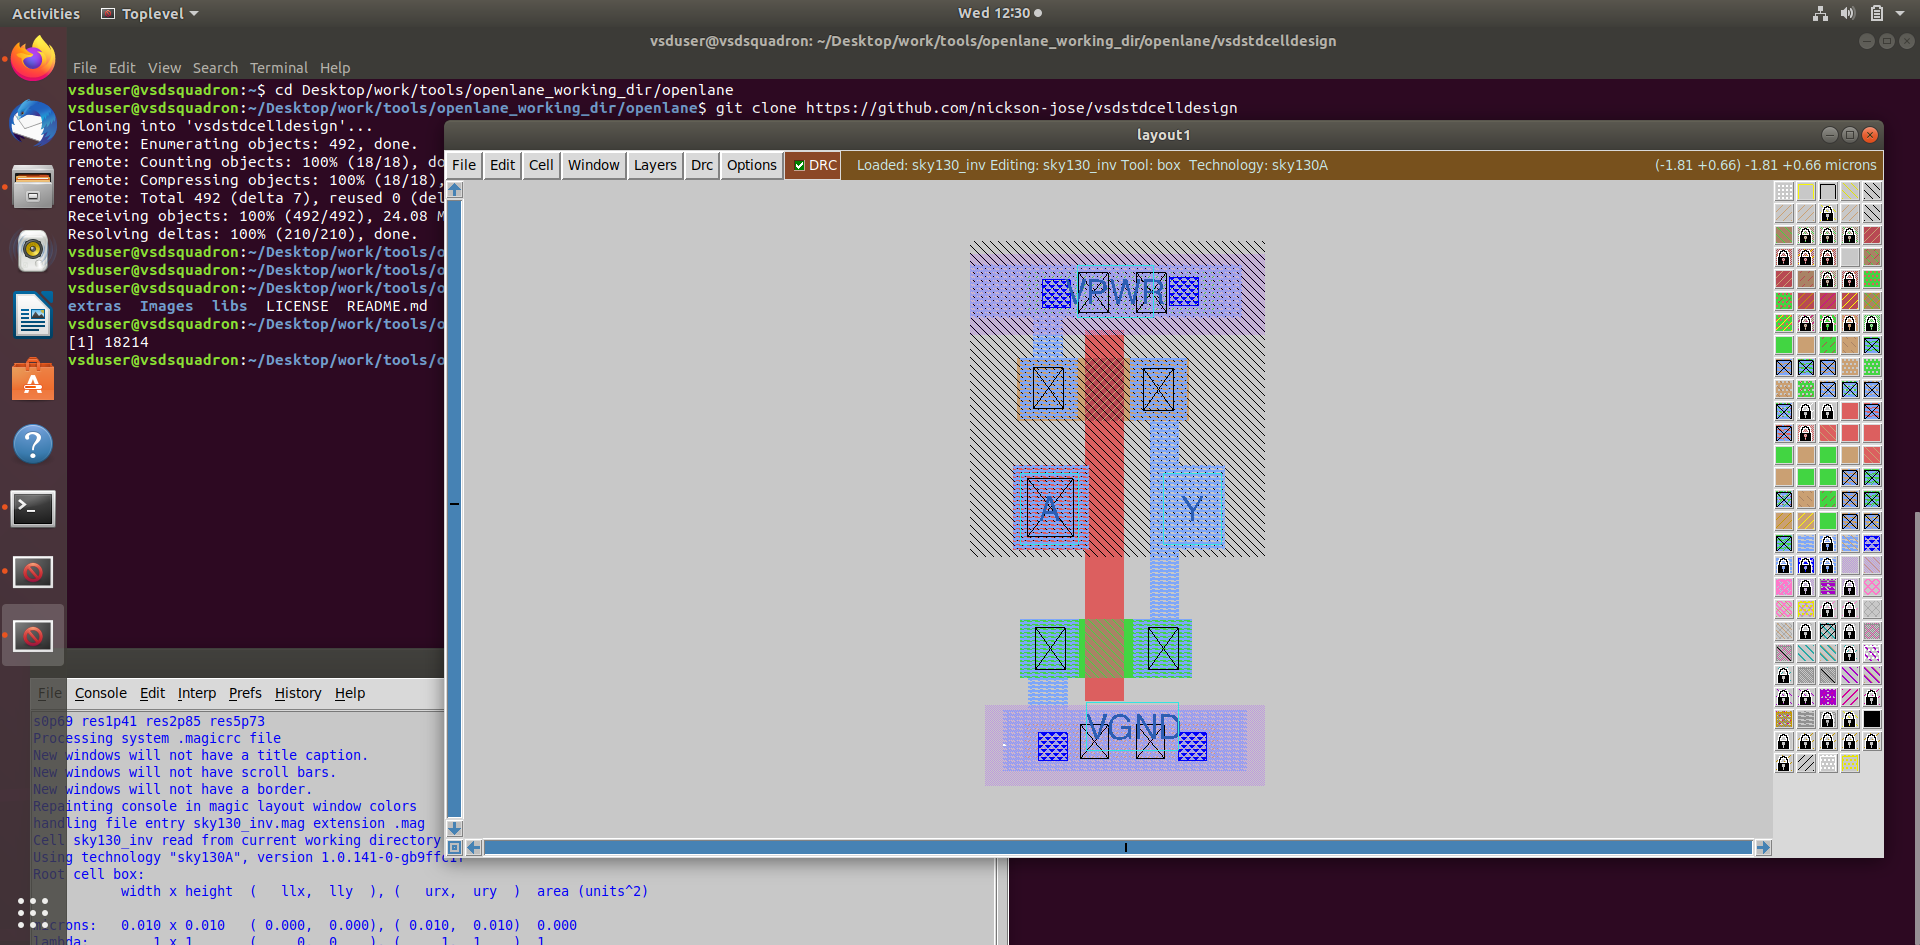 Activities Toplevel Wed 12:30
vsduser@vsdsquadron: ~/Desktop/work/tools/openlane_working_dir/openlane/vsdstdcelldesign
File Edit View Search Terminal Help
vsduser@vsdsquadron:~$ cd Desktop/work/tools/openlane_working_dir/openlane
vsduser@vsdsquadron:~/Desktop/work/tools/openlane_working_dir/openlane$ git clone https://github.com/nickson-jose/vsdstdcelldesign
Cloning into 'vsdstdcelldesign'...
remote: Enumerating objects: 492, done.
remote: Counting objects: 100% (18/18), do
remote: Compressing objects: 100% (18/18),
remote: Total 492 (delta 7), reused 0 (del
Receiving objects: 100% (492/492), 24.08 M
Resolving deltas: 100% (210/210), done.
vsduser@vsdsquadron:~/Desktop/work/tools/o
vsduser@vsdsquadron:~/Desktop/work/tools/o
vsduser@vsdsquadron:~/Desktop/work/tools/o
extras Images libs LICENSE README.md
vsduser@vsdsquadron:~/Desktop/work/tools/o
[1] 18214
vsduser@vsdsquadron:~/Desktop/work/tools/o
layout1
File Edit Cell Window Layers Drc Options DRC Loaded: sky130_inv Editing: sky130_inv Tool: box Technology: sky130A (-1.81 +0.66) -1.81 +0.66 microns
VPWR
A Y
VGND
File Console Edit Interp Prefs History Help
s0p69 res1p41 res2p85 res5p73
Processing system .magicrc file
New windows will not have a title caption.
New windows will not have scroll bars.
New windows will not have a border.
Repainting console in magic layout window colors
handling file entry sky130_inv.mag extension .mag
Cell sky130_inv read from current working directory
Using technology "sky130A", version 1.0.141-0-gb9ffc1f
Root cell box:
width x height ( llx, lly ), ( urx, ury ) area (units^2)
microns: 0.010 x 0.010 ( 0.000, 0.000), ( 0.010, 0.010) 0.000
lambda: 1 x 1 ( 0, 0 ), ( 1, 1 ) 1